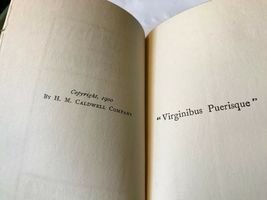 Copyright, 1900
By H. M. Caldwell Company
"Virginibus Puerisque"